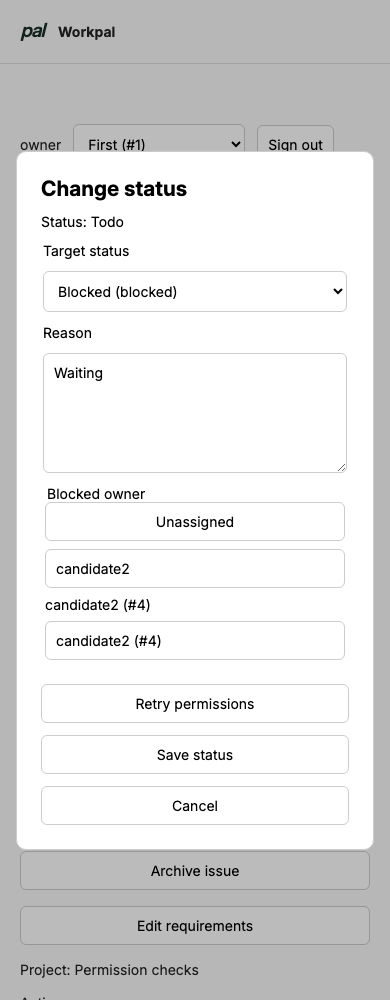 pal Workpal
owner First (#1) Sign out
Change status
Status: Todo
Target status
Blocked (blocked)
Reason
Waiting
Blocked owner
Unassigned
candidate2
candidate2 (#4)
candidate2 (#4)
Retry permissions
Save status
Cancel
Archive issue
Edit requirements
Project: Permission checks